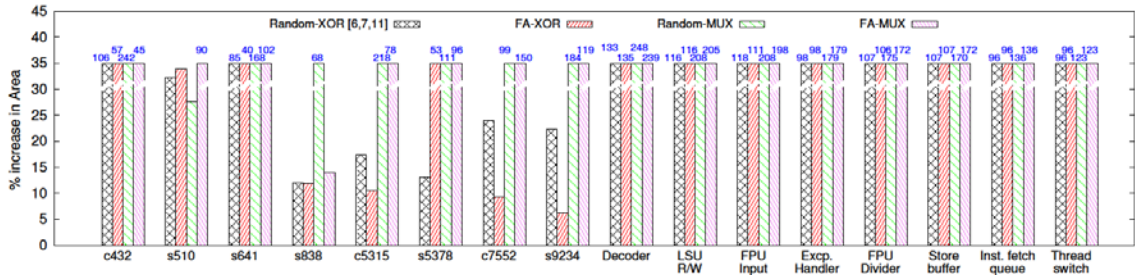 % increase in Area
45
40
35
30
25
20
15
10
5
0
Random-XOR [6,7,11]
FA-XOR
Random-MUX
FA-MUX
57 45 90 40 102 68 78 53 96 99 150 119 133 248 116 205 111 198 98 179 106 172 107 172 96 136 96 123
106 242 85 168 218 111 184 135 239 116 208 118 208 98 179 107 175 107 170 96 136 96 123
c432 s510 s641 s838 c5315 s5378 c7552 s9234 Decoder LSU FPU Excp. FPU Store Inst. fetch Thread
R/W Input Handler Divider buffer queue switch